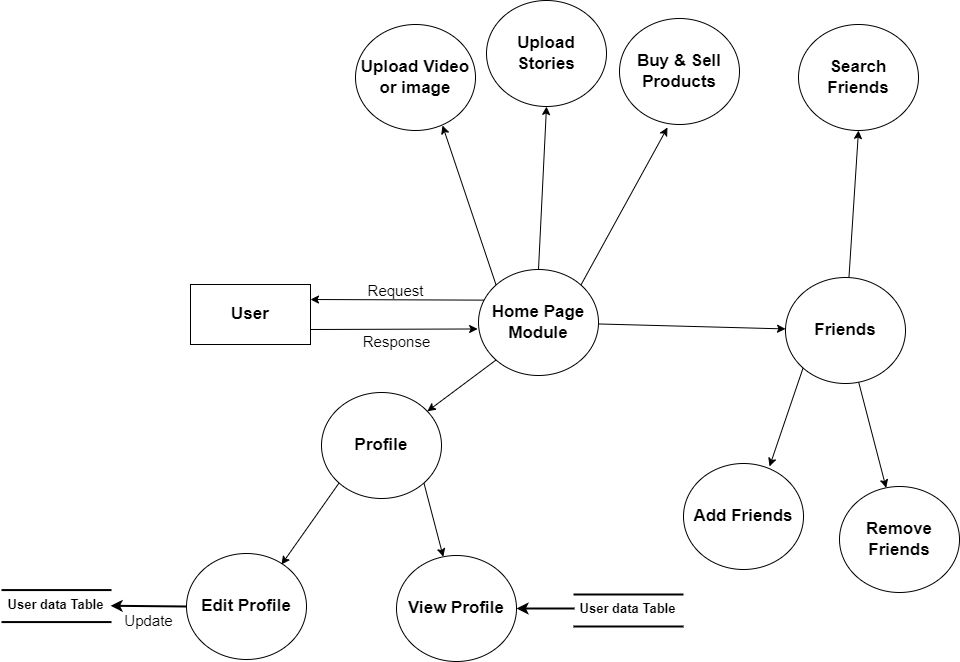 Upload Video
or image
Upload
Stories
Buy & Sell
Products
Search
Friends
User
Request
Response
Home Page
Module
Friends
Profile
Add Friends
Remove
Friends
User data Table
Update
Edit Profile
View Profile
User data Table